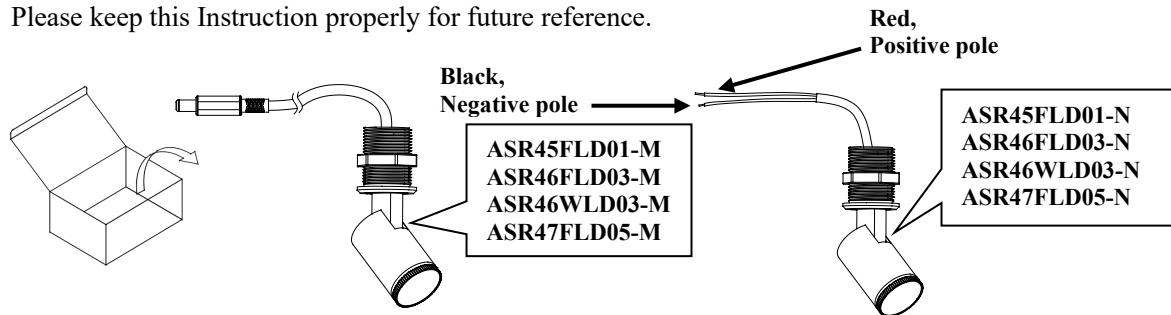 Please keep this Instruction properly for future reference.
Red,
Positive pole
Black,
Negative pole
ASR45FLD01-M
ASR46FLD03-M
ASR46WLD03-M
ASR47FLD05-M
ASR45FLD01-N
ASR46FLD03-N
ASR46WLD03-N
ASR47FLD05-N